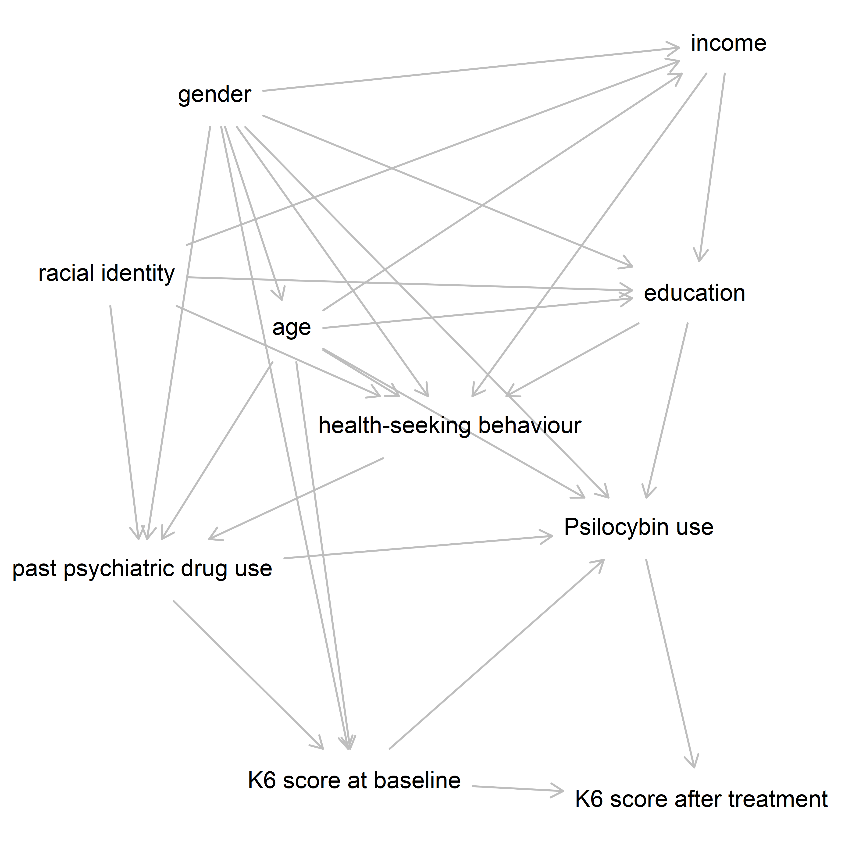 income
gender
racial identity
education
age
health-seeking behaviour
Psilocybin use
past psychiatric drug use
K6 score at baseline
K6 score after treatment